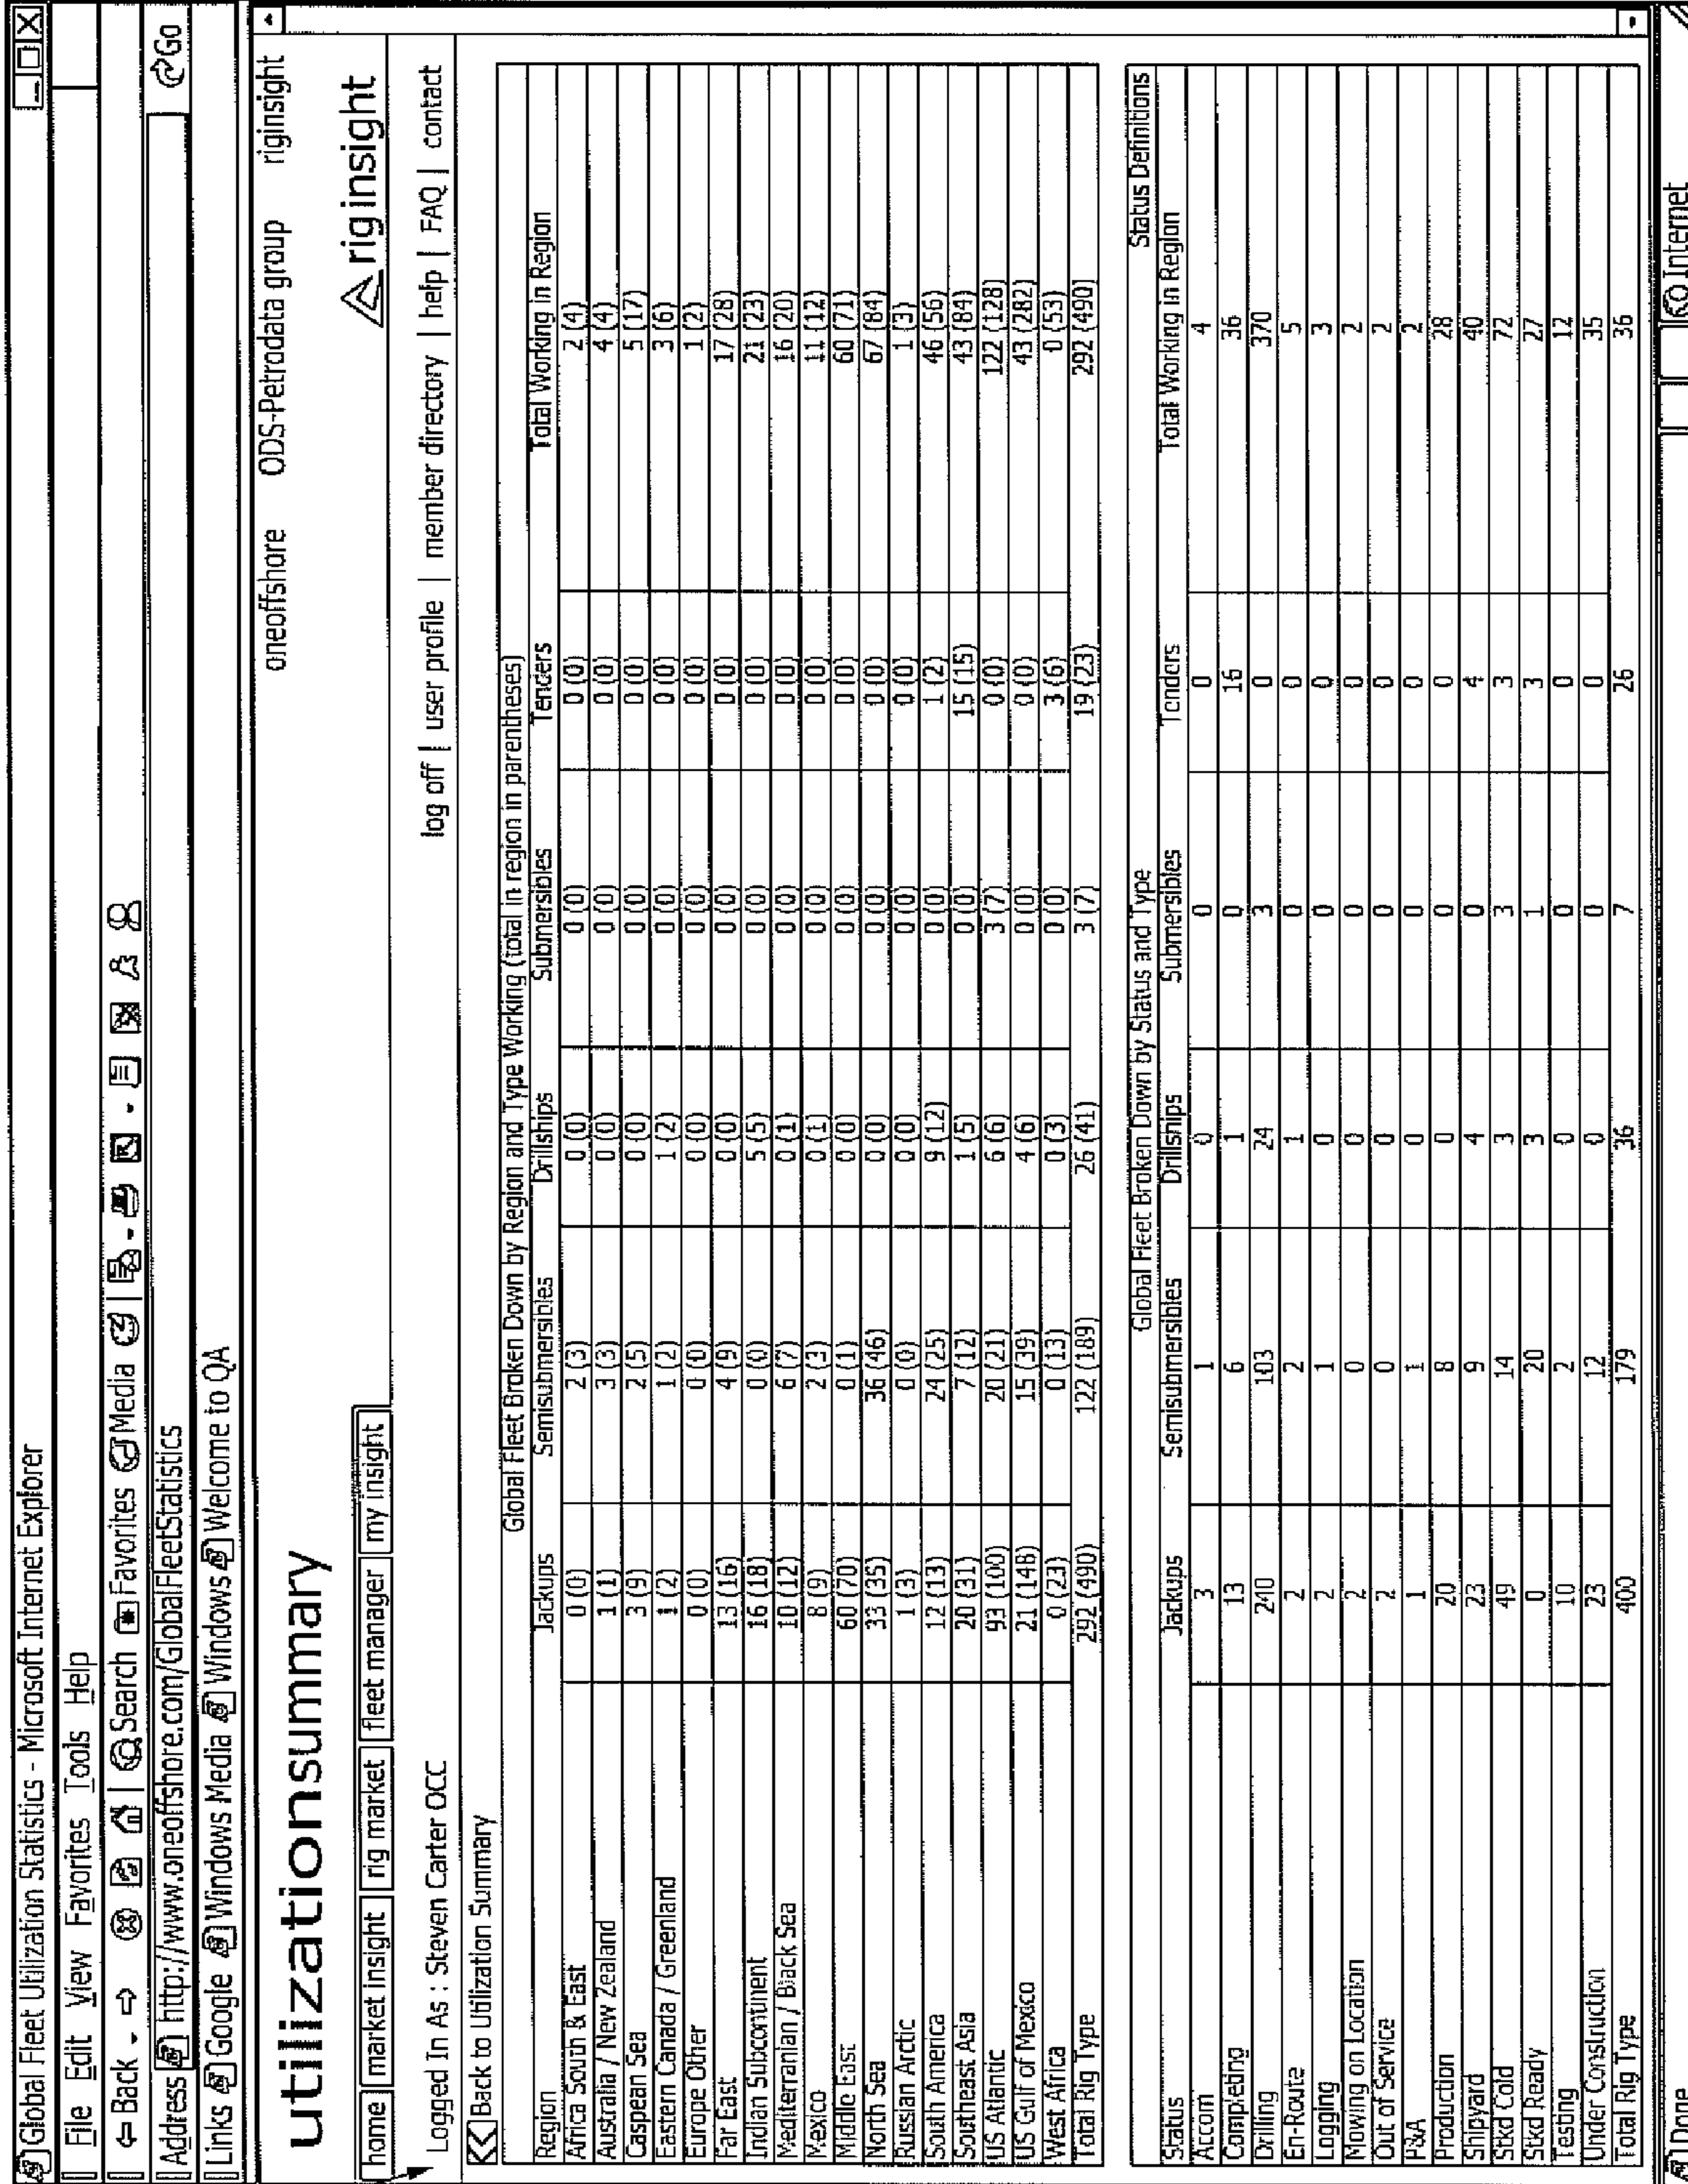 Global Fleet Utilization Statistics - Microsoft Internet Explorer
File Edit View Favorites Tools Help
Back Search Favorites Media
Address http://www.oneoffshore.com/GlobalFleetStatistics Go
Links Google Windows Media Windows Welcome to QA
oneoffshore ODS-Petrodata group riginsight
utilizationsummary
riginsight
home market insight rig market fleet manager my insight
Logged In As : Steven Carter OCC log off | user profile | member directory | help | FAQ | contact
Back to Utilization Summary
Global Fleet Broken Down by Region and Type Working (total in region in parentheses)
Region Jackups Semisubmersibles Drillships Submersibles Tenders Total Working in Region
Africa South & East 0 (0) 2 (3) 0 (0) 0 (0) 0 (0) 2 (4)
Australia / New Zealand 1 (1) 3 (3) 0 (0) 0 (0) 0 (0) 4 (4)
Caspean Sea 3 (9) 2 (5) 0 (0) 0 (0) 0 (0) 5 (17)
Eastern Canada / Greenland 1 (2) 1 (2) 1 (2) 0 (0) 0 (0) 3 (6)
Europe Other 0 (0) 0 (0) 0 (0) 0 (0) 0 (0) 1 (2)
Far East 13 (16) 4 (9) 0 (0) 0 (0) 0 (0) 17 (28)
Indian Subcontinent 16 (18) 0 (0) 5 (5) 0 (0) 0 (0) 21 (23)
Mediterranian / Black Sea 10 (12) 6 (7) 0 (1) 0 (0) 0 (0) 16 (20)
Mexico 8 (9) 2 (3) 0 (1) 0 (0) 0 (0) 11 (12)
Middle East 60 (70) 0 (1) 0 (0) 0 (0) 0 (0) 60 (71)
North Sea 33 (35) 36 (46) 0 (0) 0 (0) 0 (0) 67 (84)
Russian Arctic 1 (3) 0 (0) 0 (0) 0 (0) 0 (0) 1 (3)
South America 12 (13) 24 (25) 9 (12) 0 (0) 1 (2) 46 (56)
Southeast Asia 20 (31) 7 (12) 1 (5) 0 (0) 15 (15) 43 (84)
US Atlantic 93 (100) 20 (21) 6 (6) 3 (7) 0 (0) 122 (128)
US Gulf of Mexico 21 (148) 15 (39) 4 (6) 0 (0) 0 (0) 43 (282)
West Africa 0 (23) 0 (13) 0 (3) 0 (0) 3 (6) 0 (53)
Total Rig Type 292 (490) 122 (189) 26 (41) 3 (7) 19 (23) 292 (490)
Global Fleet Broken Down by Status and Type Status Definitions
Status Jackups Semisubmersibles Drillships Submersibles Tenders Total Working in Region
Accom 3 1 0 0 0 4
Completing 13 6 1 0 16 36
Drilling 240 103 24 3 0 370
En-Route 2 2 1 0 0 5
Logging 2 1 0 0 0 3
Mowing on Location 2 0 0 0 0 2
Out of Service 2 0 0 0 0 2
P&A 1 1 0 0 0 2
Production 20 8 0 0 0 28
Shipyard 23 9 4 0 4 40
Stkd Cold 49 14 3 3 3 72
Stkd Ready 0 20 3 1 3 27
Testing 10 2 0 0 0 12
Under Construction 23 12 0 0 0 35
Total Rig Type 400 179 36 7 26 36
Done Internet